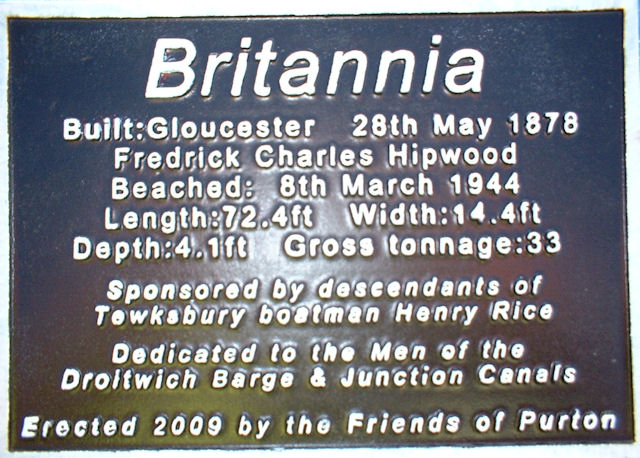 Britannia
Built:Gloucester 28th May 1878
Fredrick Charles Hipwood
Beached: 8th March 1944
Length:72.4ft Width:14.4ft
Depth:4.1ft Gross tonnage:33
Sponsored by descendants of
Tewksbury boatman Henry Rice
Dedicated to the Men of the
Droitwich Barge & Junction Canals
Erected 2009 by the Friends of Purton